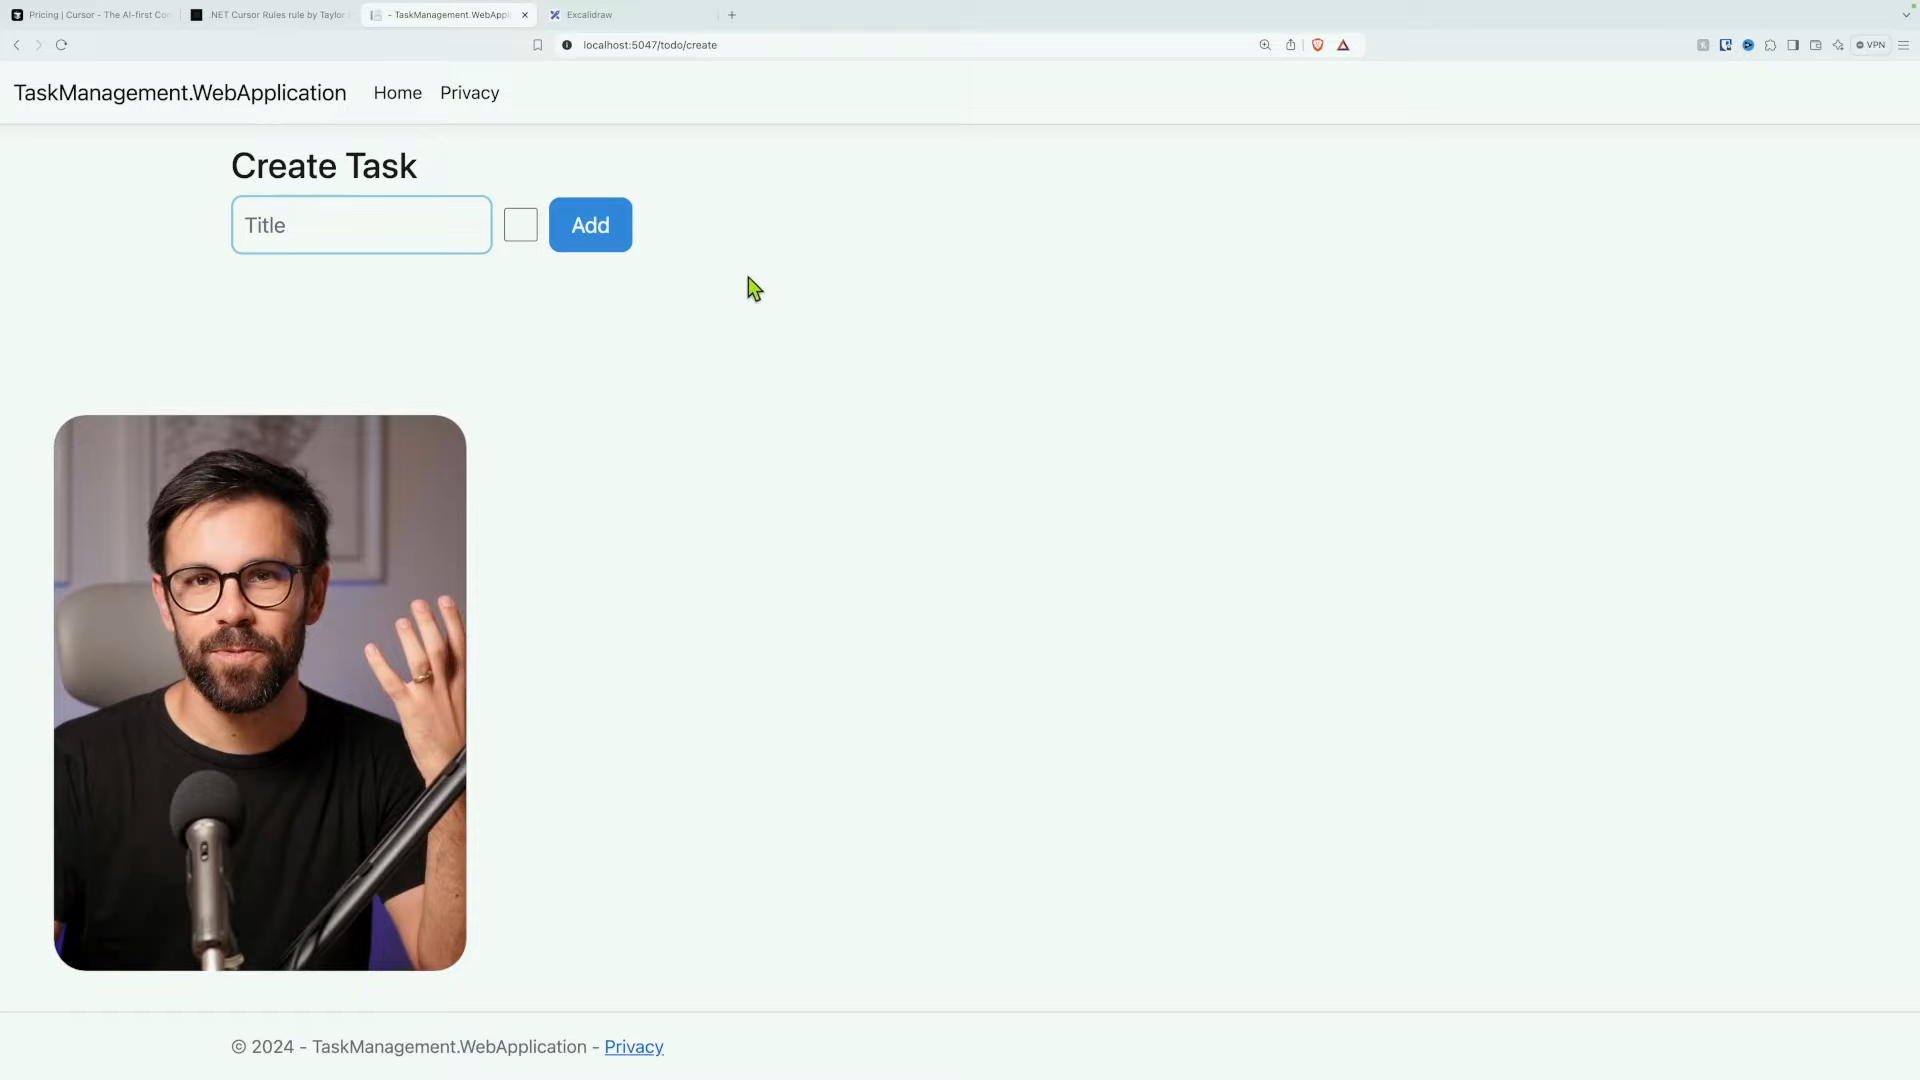 Pricing | Cursor - The AI-first Co
.NET Cursor Rules rule by Taylor
- TaskManagement.WebAppl
Excalidraw
localhost:5047/todo/create
VPN
TaskManagement.WebApplication Home Privacy
Create Task
Title
Add
© 2024 - TaskManagement.WebApplication - Privacy